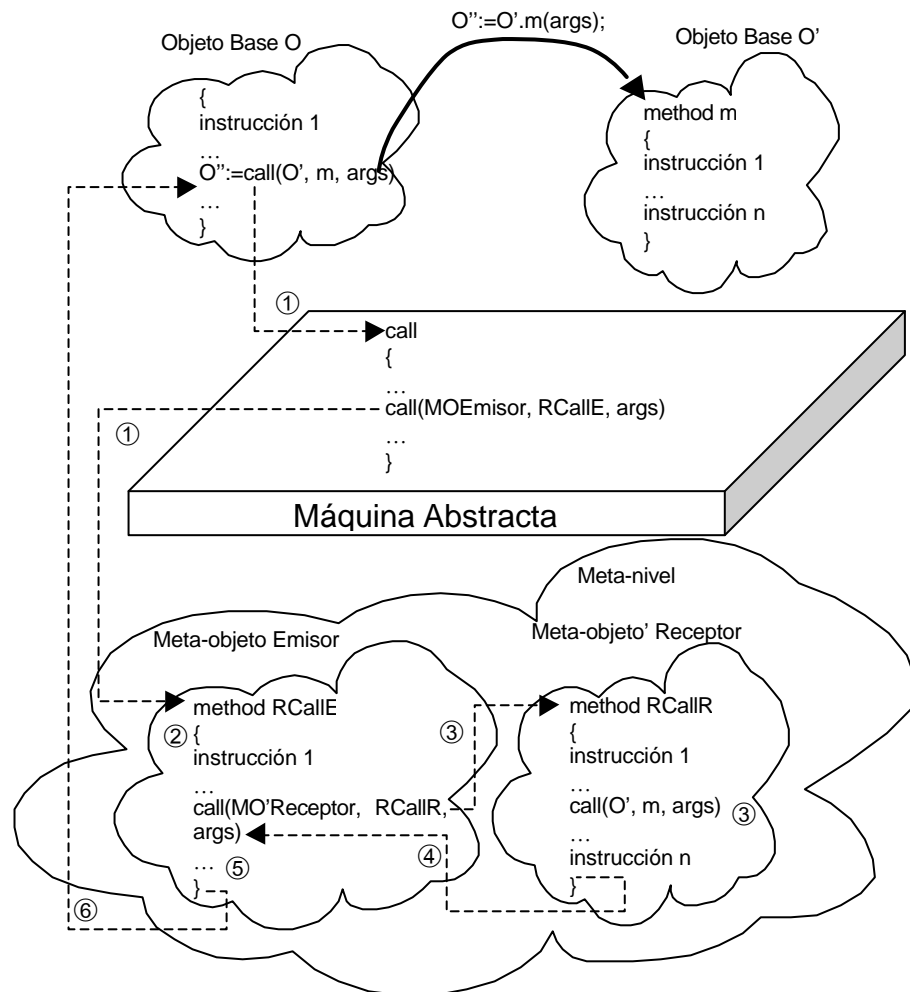 O'':=O'.m(args);
Objeto Base O
Objeto Base O'
{
instrucción 1
…
O'':=call(O', m, args)
…
}
method m
{
instrucción 1
…
instrucción n
}
①
call
{
…
call(MOEmisor, RCallE, args)
…
}
①
Máquina Abstracta
Meta-nivel
Meta-objeto Emisor
Meta-objeto' Receptor
method RCallE
② {
instrucción 1
…
call(MO'Receptor, RCallR,
args)
…
⑤
}
③
method RCallR
{
instrucción 1
…
call(O', m, args) ③
…
instrucción n
}
④
⑥